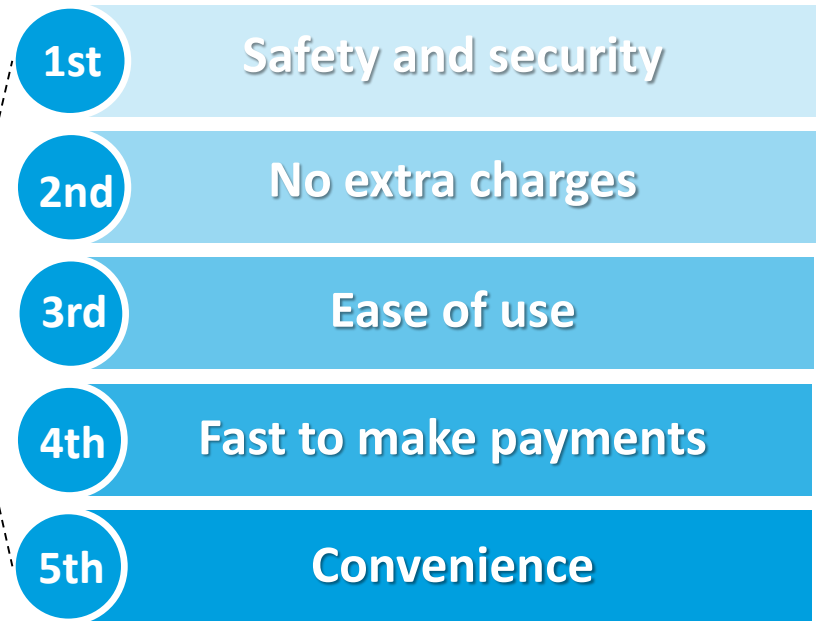 1st Safety and security
2nd No extra charges
3rd Ease of use
4th Fast to make payments
5th Convenience